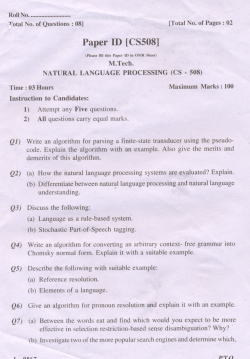 Roll No. ........................
Total No. of Questions : 08] [Total No. of Pages : 02
Paper ID [CS508]
(Please fill this Paper ID in OMR Sheet)
M.Tech.
NATURAL LANGUAGE PROCESSING (CS - 508)
Time : 03 Hours Maximum Marks : 100
Instruction to Candidates:
1) Attempt any Five questions.
2) All questions carry equal marks.
Q1) Write an algorithm for parsing a finite-state transducer using the pseudo-
code. Explain the algorithm with an example. Also give the merits and
demerits of this algorithm.
Q2) (a) How the natural language processing systems are evaluated? Explain.
(b) Differentiate between natural language processing and natural language
understanding.
Q3) Discuss the following:
(a) Language as a rule-based system.
(b) Stochastic Part-of-Speech tagging.
Q4) Write an algorithm for converting an arbitrary context- free grammar into
Chomsky normal form. Explain it with a suitable example.
Q5) Describe the following with suitable example:
(a) Reference resolution.
(b) Elements of a language.
Q6) Give an algorithm for pronoun resolution and explain it with an example.
Q7) (a) Between the words eat and find which would you expect to be more
effective in selection restriction-based sense disambiguation? Why?
(b) Investigate two of the more popular search engines and determine which,
P.T.O.